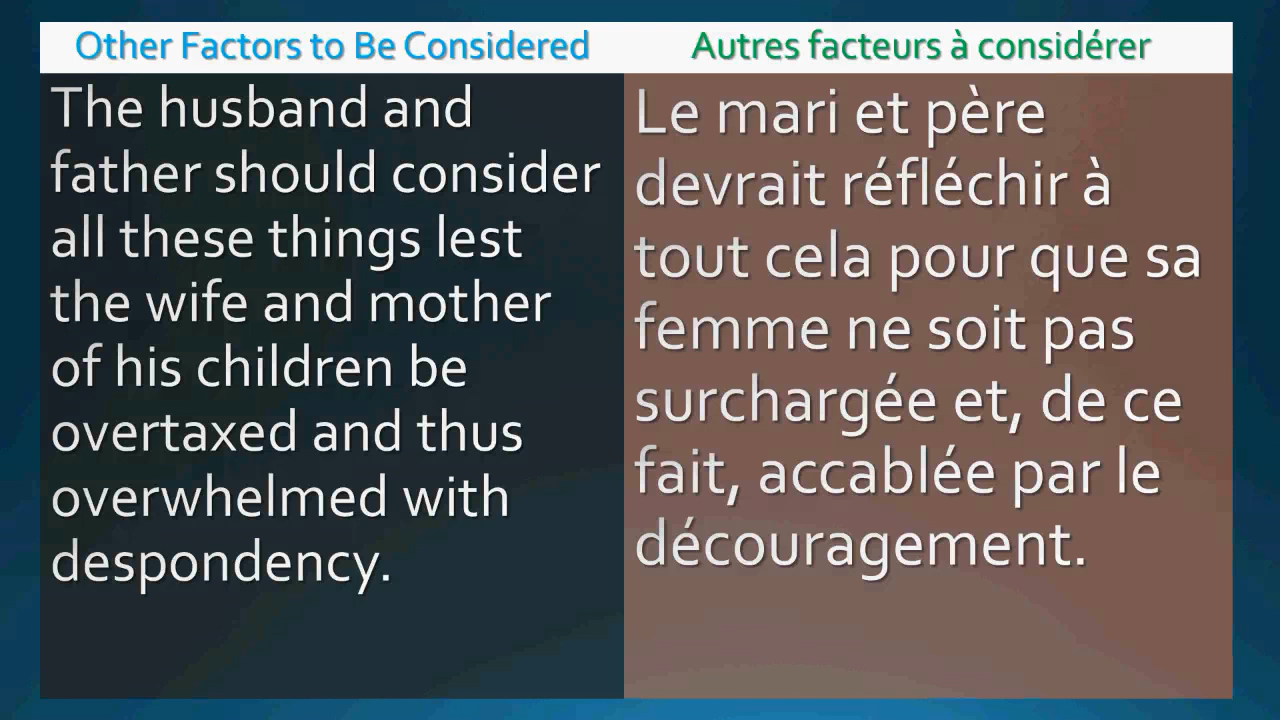 Other Factors to Be Considered
The husband and
father should consider
all these things lest
the wife and mother
of his children be
overtaxed and thus
overwhelmed with
despondency.
Autres facteurs à considérer
Le mari et père
devrait réfléchir à
tout cela pour que sa
femme ne soit pas
surchargée et, de ce
fait, accablée par le
découragement.